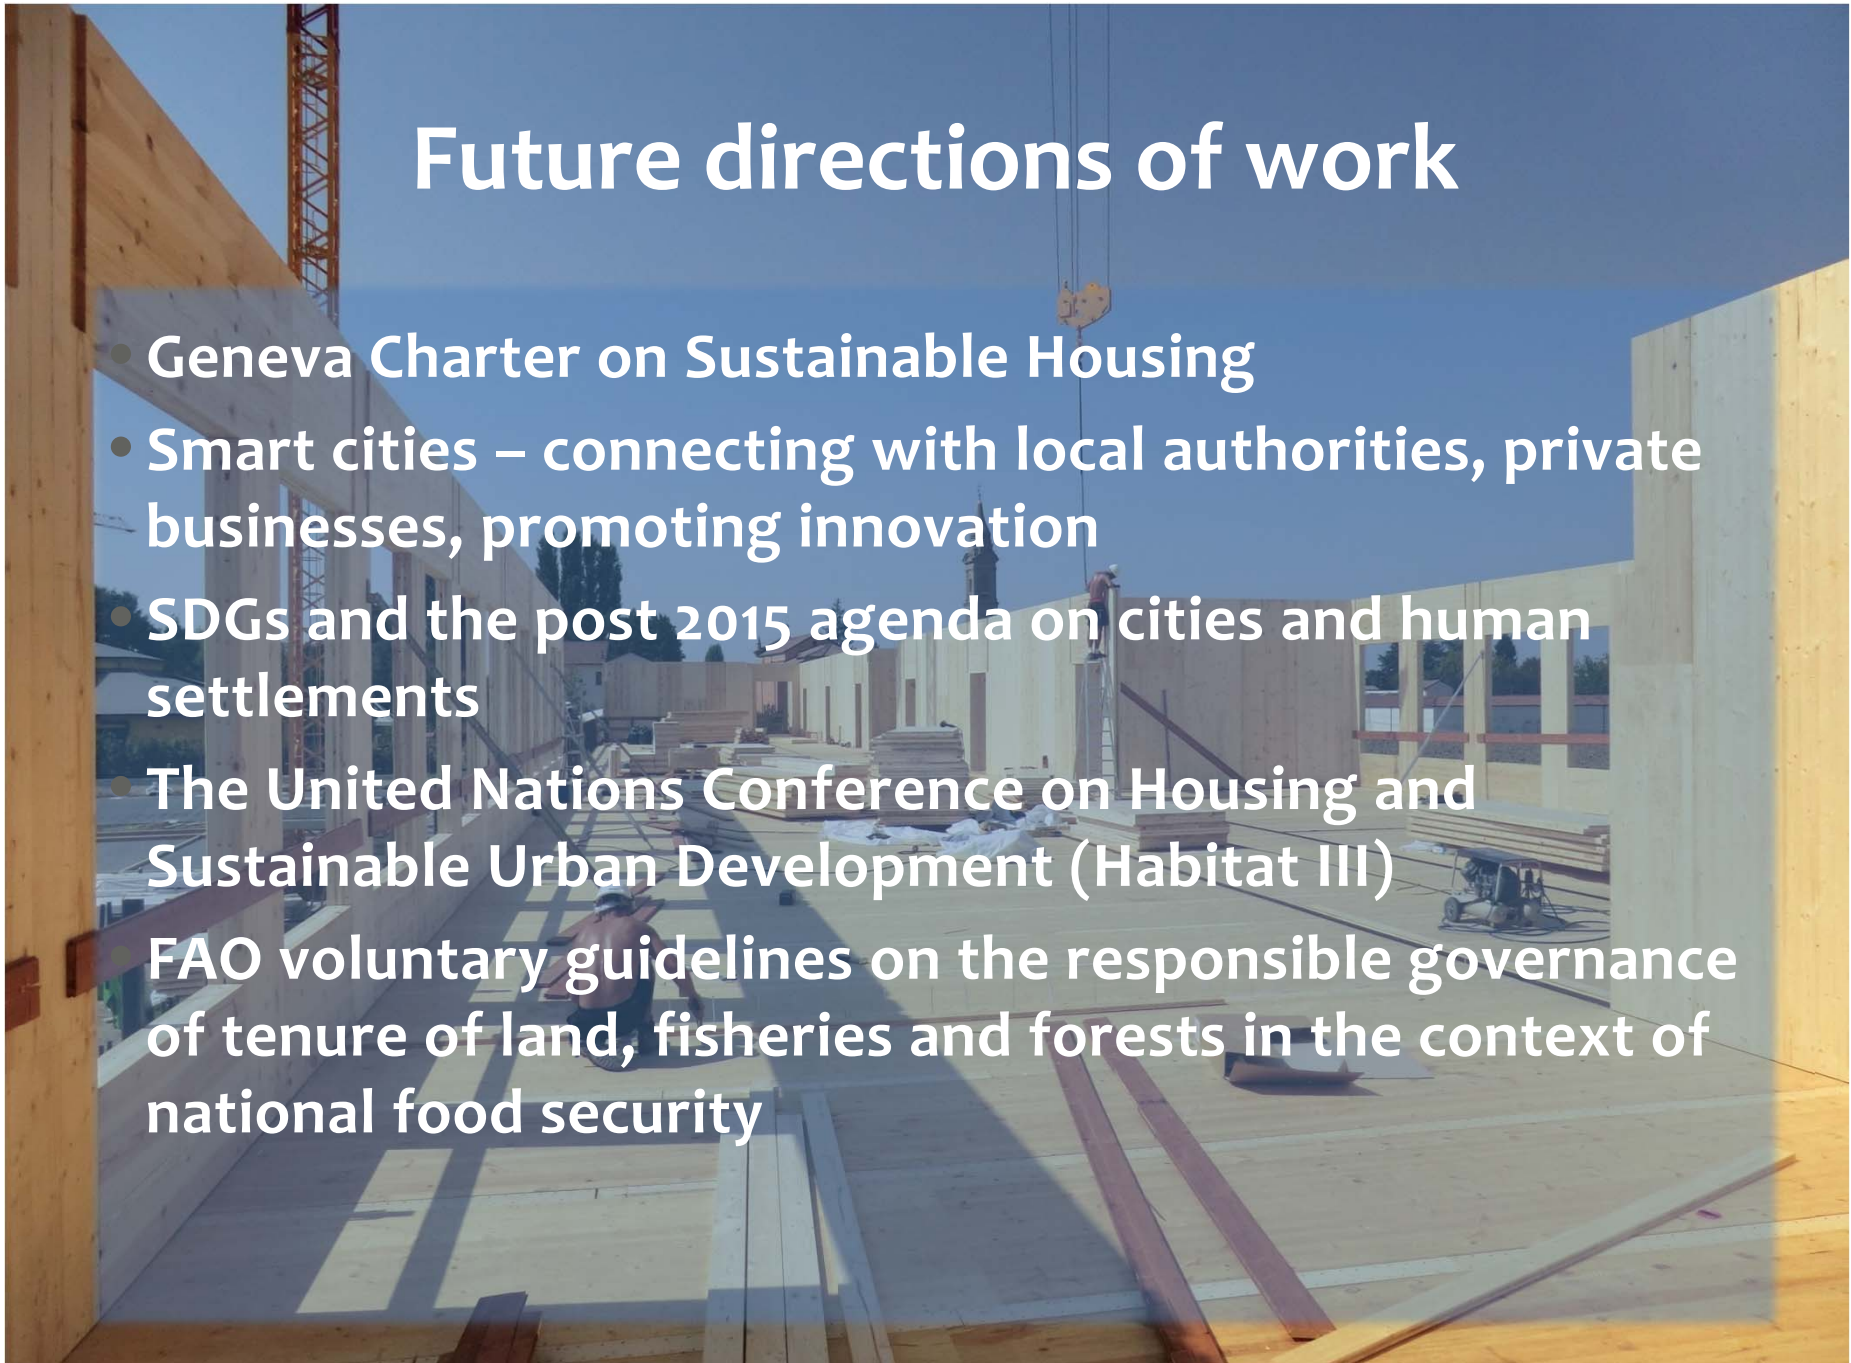 Future directions of work
• Geneva Charter on Sustainable Housing
• Smart cities – connecting with local authorities, private
businesses, promoting innovation
• SDGs and the post 2015 agenda on cities and human
settlements
• The United Nations Conference on Housing and
Sustainable Urban Development (Habitat III)
• FAO voluntary guidelines on the responsible governance
of tenure of land, fisheries and forests in the context of
national food security